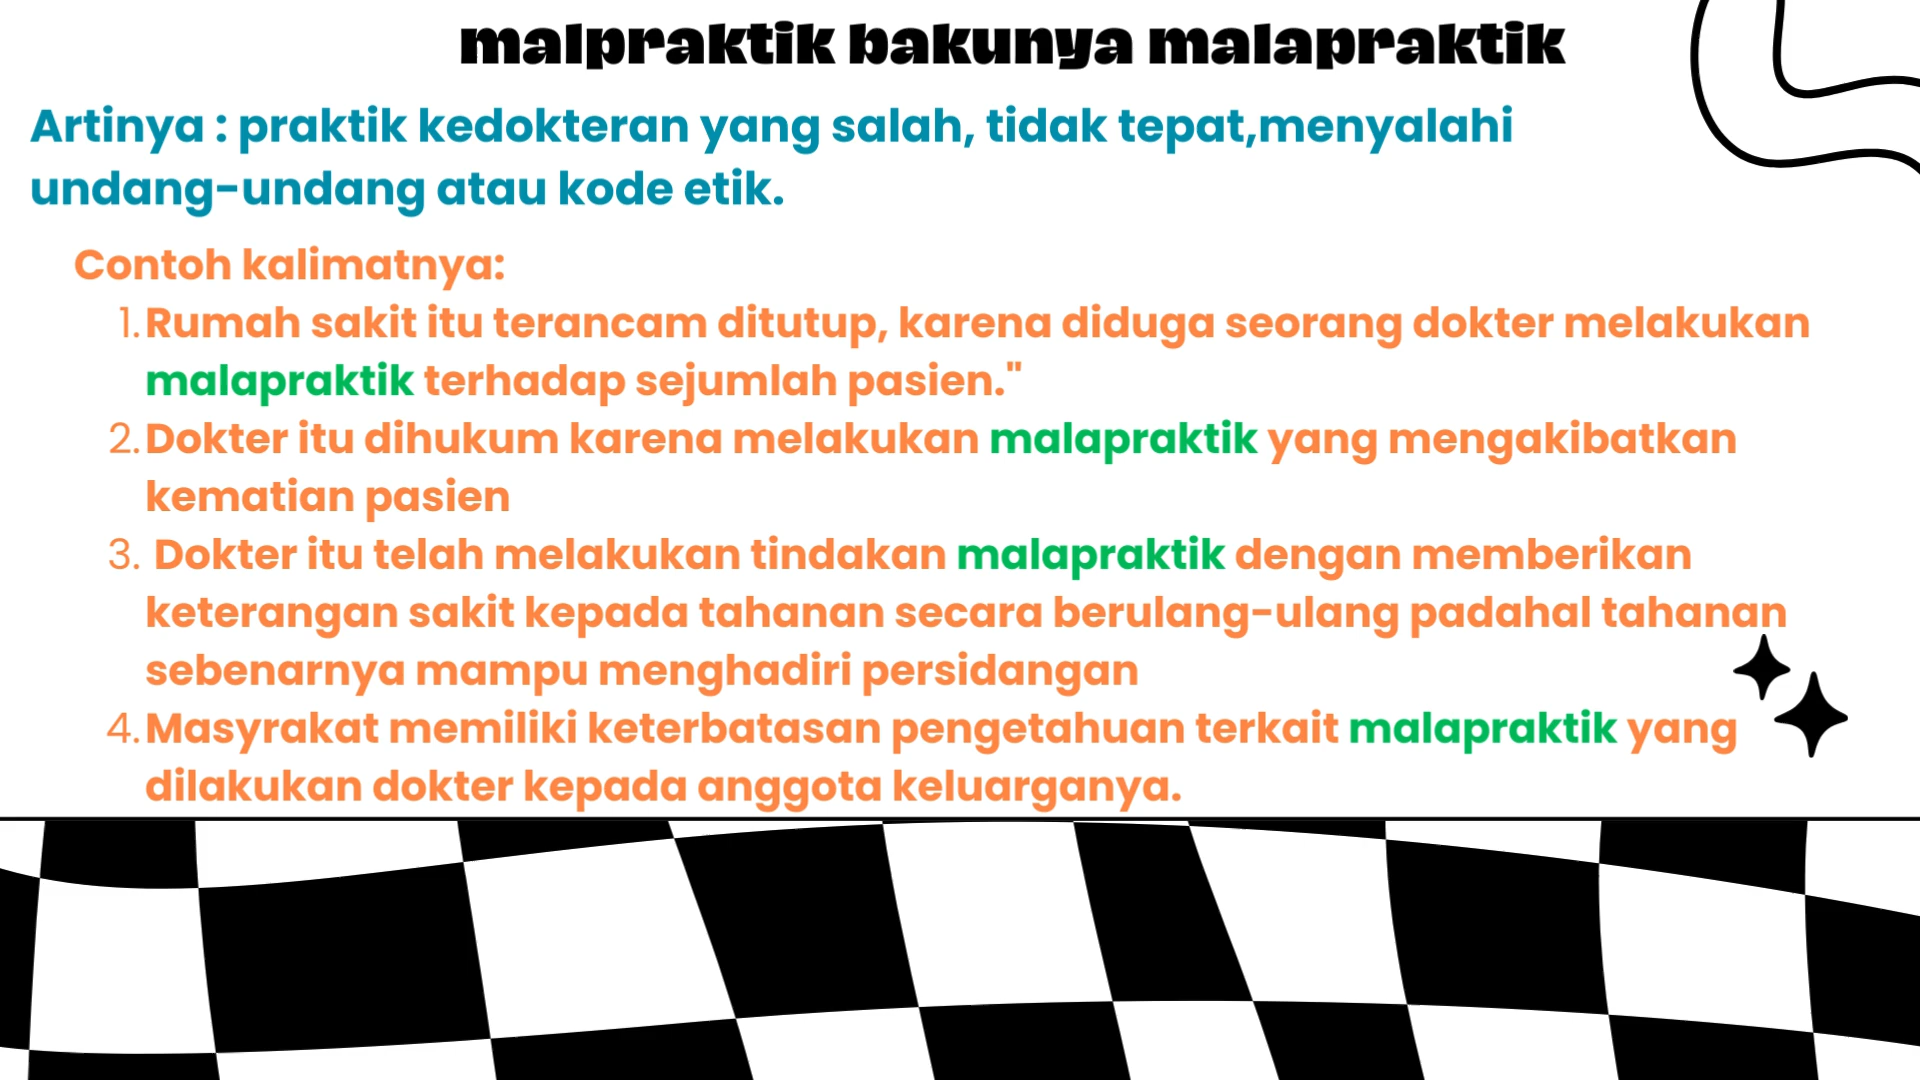 malpraktik bakunya malapraktik
Artinya : praktik kedokteran yang salah, tidak tepat,menyalahi
undang-undang atau kode etik.
Contoh kalimatnya:
1. Rumah sakit itu terancam ditutup, karena diduga seorang dokter melakukan
malapraktik terhadap sejumlah pasien."
2. Dokter itu dihukum karena melakukan malapraktik yang mengakibatkan
kematian pasien
3. Dokter itu telah melakukan tindakan malapraktik dengan memberikan
keterangan sakit kepada tahanan secara berulang-ulang padahal tahanan
sebenarnya mampu menghadiri persidangan
4. Masyrakat memiliki keterbatasan pengetahuan terkait malapraktik yang
dilakukan dokter kepada anggota keluarganya.